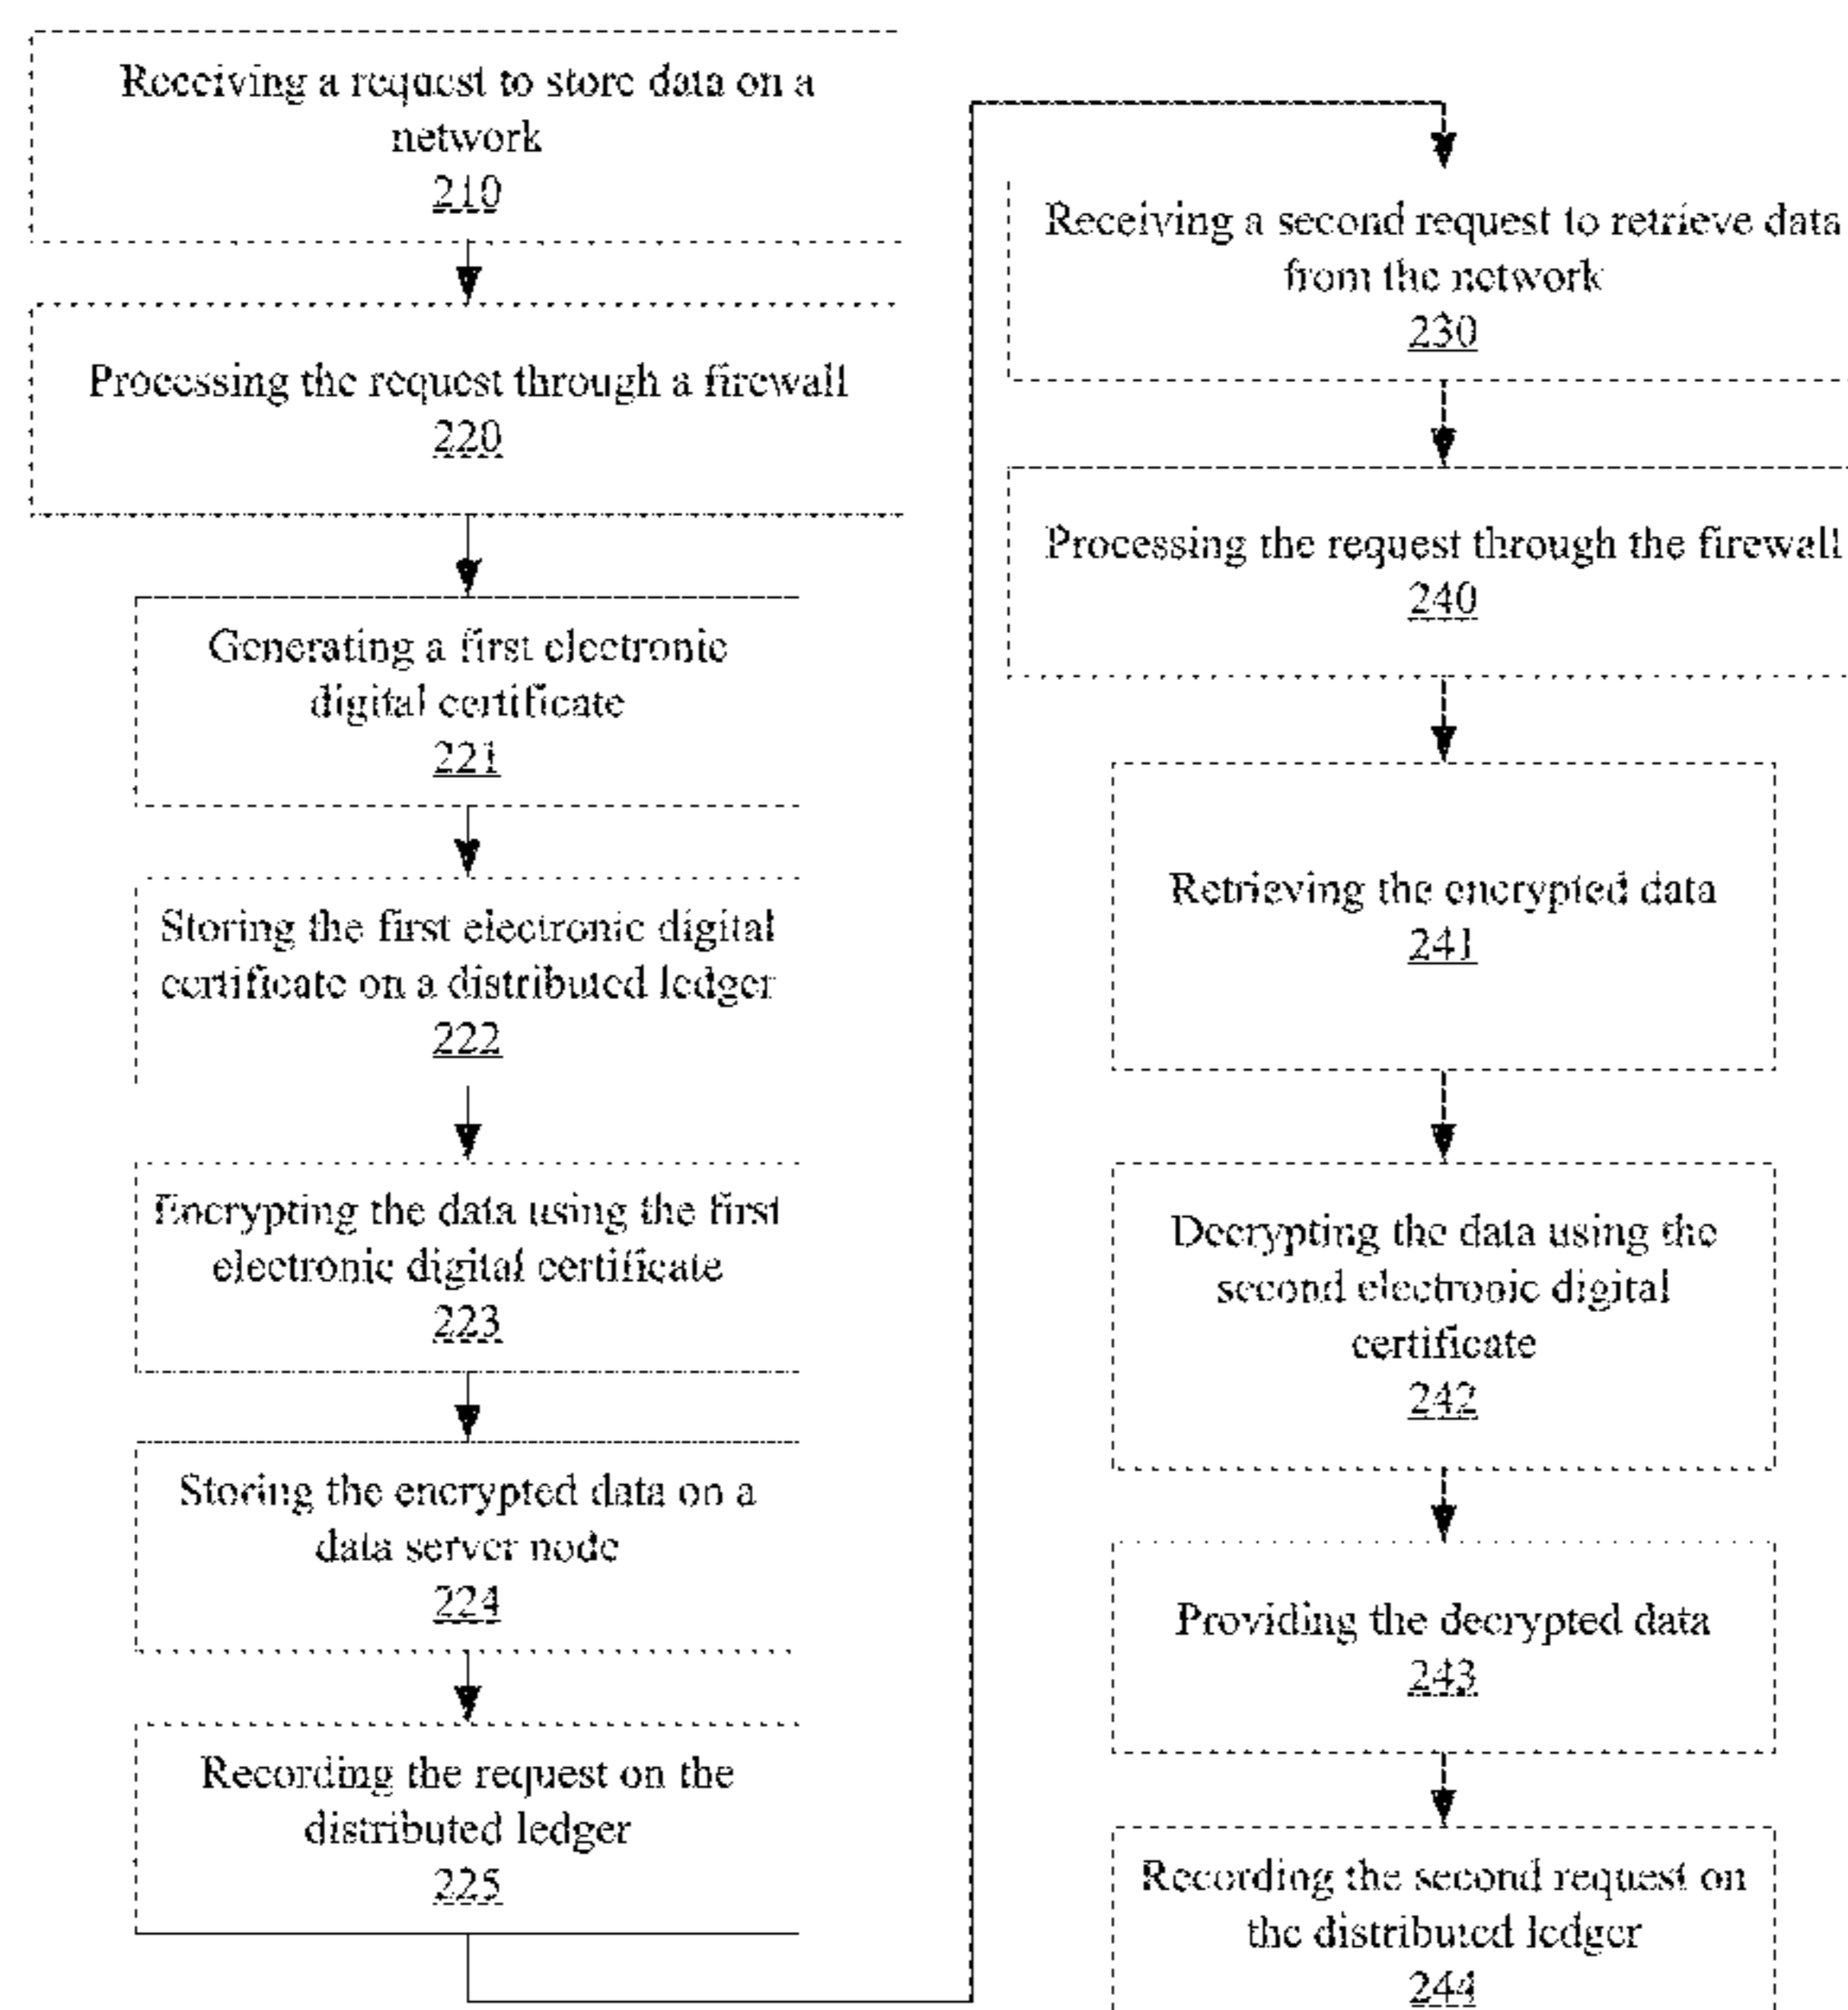 Receiving a request to store data on a
network
210
Processing the request through a firewall
220
Generating a first electronic
digital certificate
221
Storing the first electronic digital
certificate on a distributed ledger
222
Encrypting the data using the first
electronic digital certificate
223
Storing the encrypted data on a
data server node
224
Recording the request on the
distributed ledger
225
Receiving a second request to retrieve data
from the network
230
Processing the request through the firewall
240
Retrieving the encrypted data
241
Decrypting the data using the
second electronic digital
certificate
242
Providing the decrypted data
243
Recording the second request on
the distributed ledger
244